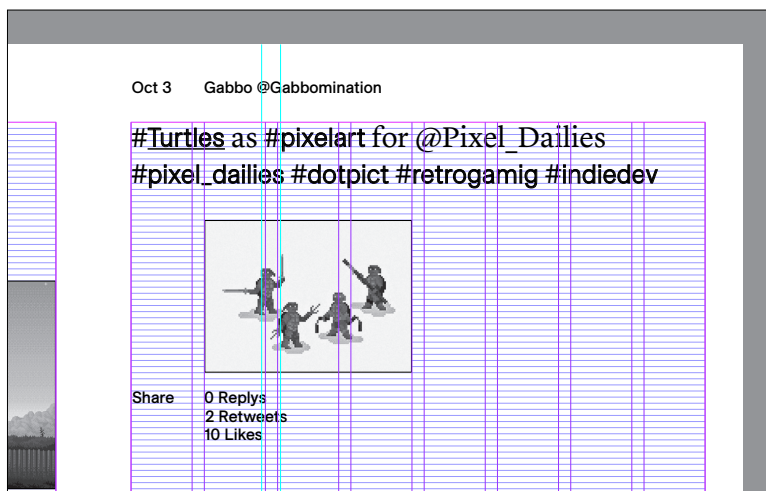 Oct 3 Gabbo @Gabbomination
#Turtles as #pixelart for @Pixel_Dailies
#pixel_dailies #dotpict #retrogamig #indiedev
Share 0 Replys
2 Retweets
10 Likes